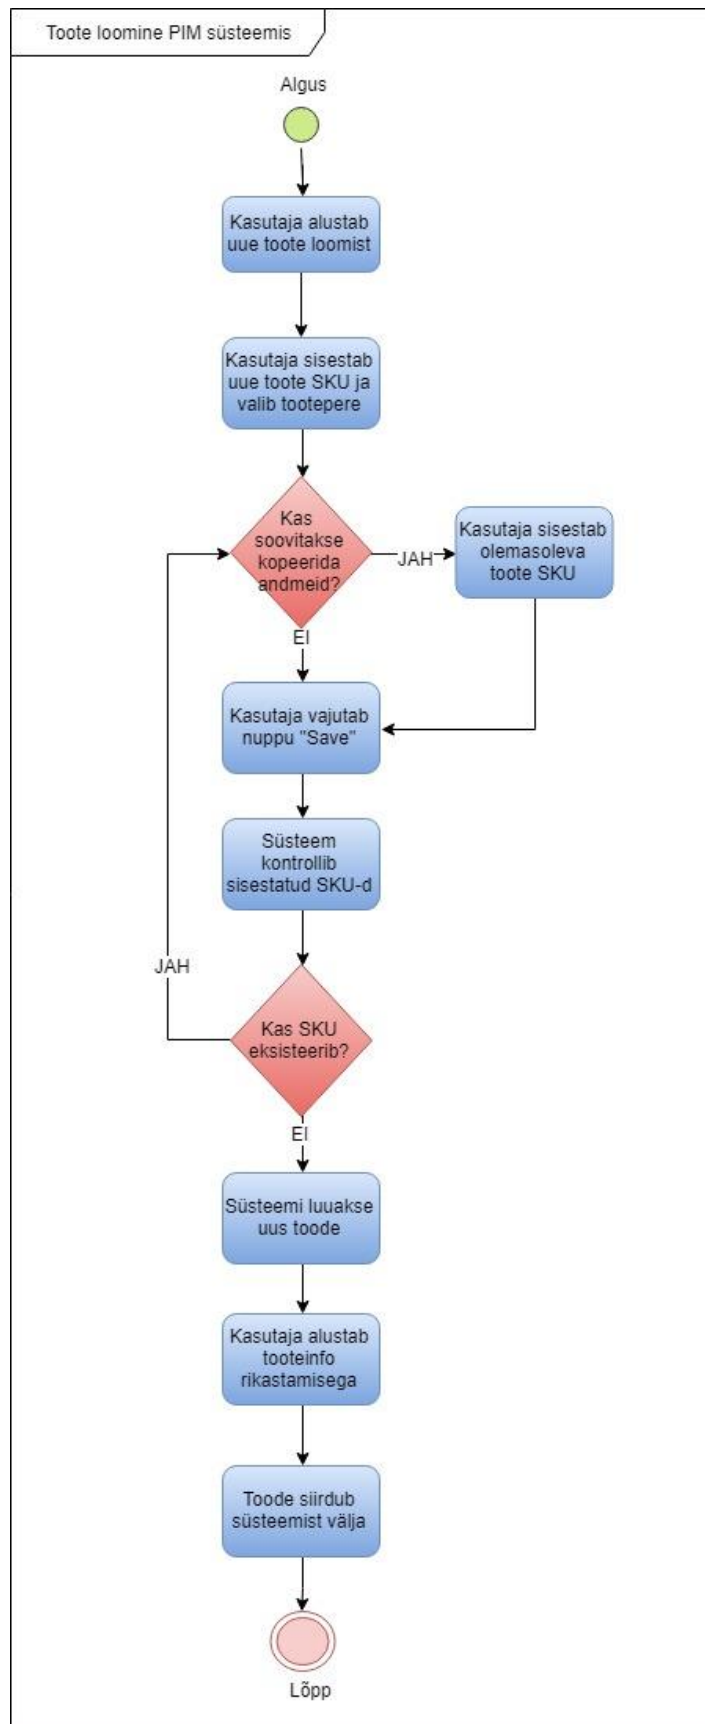 Toote loomine PIM süsteemis
Algus
Kasutaja alustab
uue toote loomist
Kasutaja sisestab
uue toote SKU ja
valib tootepere
Kas
soovitakse
kopeerida
andmeid?
JAH
Kasutaja sisestab
olemasoleva
toote SKU
EI
Kasutaja vajutab
nuppu "Save"
Süsteem
kontrollib
sisestatud SKU-d
JAH
Kas SKU
eksisteerib?
EI
Süsteemi luuakse
uus toode
Kasutaja alustab
tooteinfo
rikastamisega
Toode siirdub
süsteemist välja
Lõpp